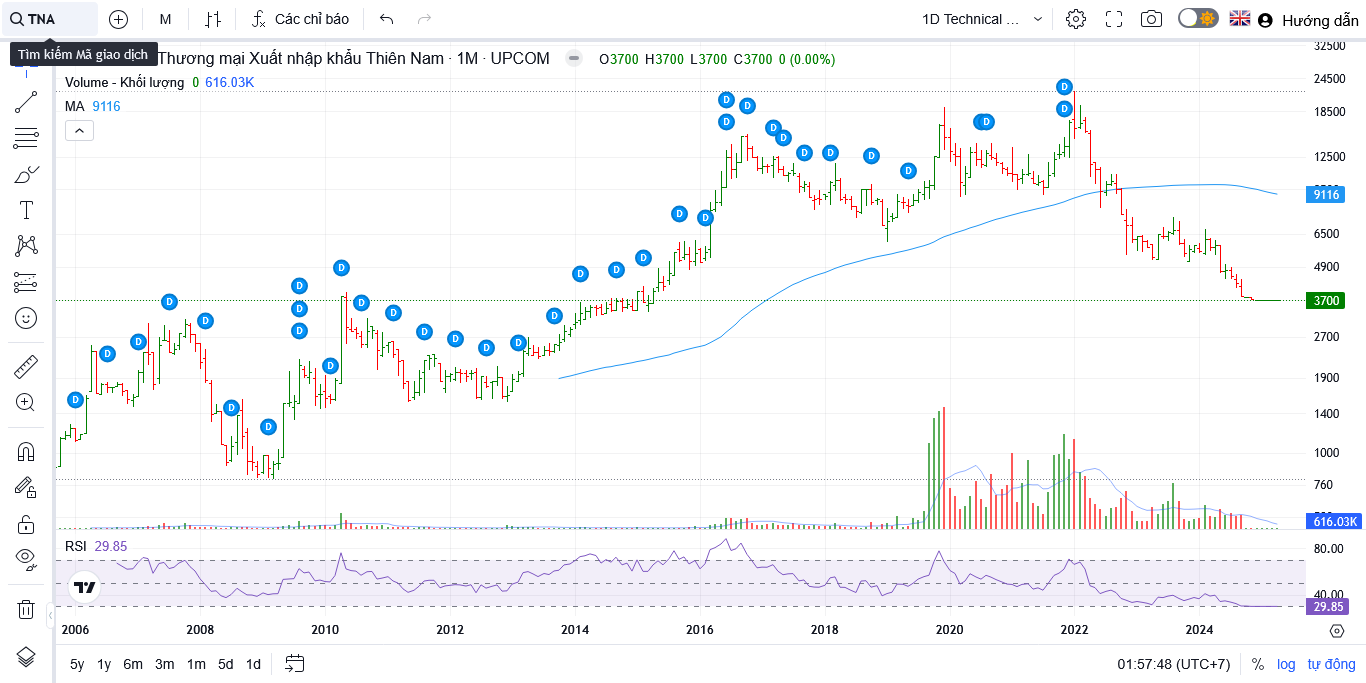 TNA
M
Các chỉ báo
1D Technical ...
Hướng dẫn
Tìm kiếm Mã giao dịch
Thương mại Xuất nhập khẩu Thiên Nam · 1M · UPCOM
O3700 H3700 L3700 C3700 0 (0.00%)
Volume - Khối lượng 0 616.03K
MA 9116
32500
24500
18500
12500
9116
6500
4900
3700
2700
1900
1400
1000
760
616.03K
D D D D D D D D D D D D D D D D D D D D D D D D D D D D D D D D D D D D D D D D
RSI 29.85
80.00
40.00
29.85
2006 2008 2010 2012 2014 2016 2018 2020 2022 2024
5y 1y 6m 3m 1m 5d 1d
01:57:48 (UTC+7) % log tự động